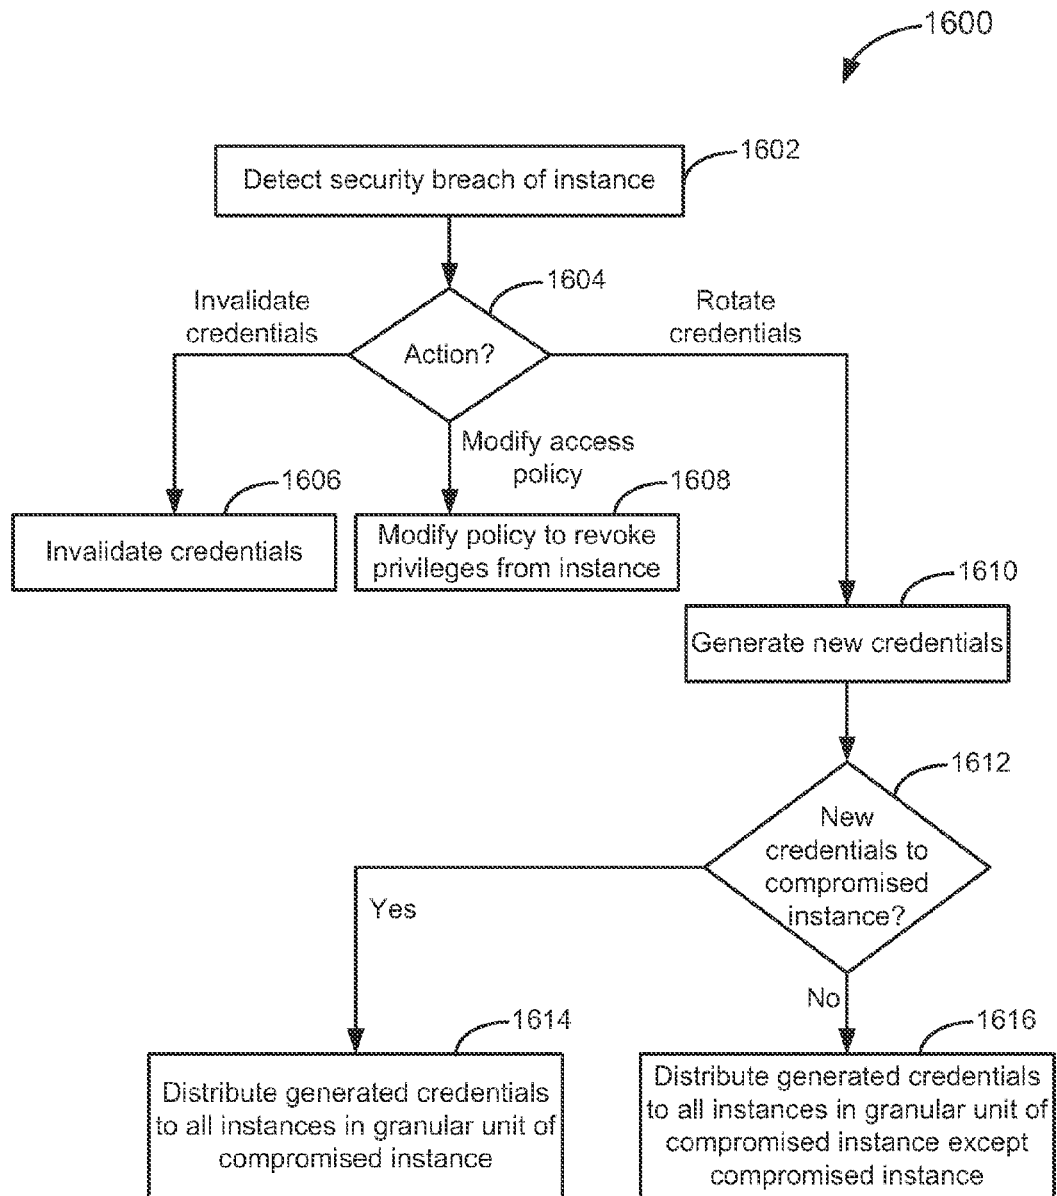 1600
1602
Detect security breach of instance
1604
Invalidate
credentials
Rotate
credentials
Action?
Modify access
policy
1606
1608
Invalidate credentials
Modify policy to revoke
privileges from instance
1610
Generate new credentials
1612
New
credentials to
compromised
instance?
Yes
No
1614
1616
Distribute generated credentials
to all instances in granular unit of
compromised instance
Distribute generated credentials
to all instances in granular unit of
compromised instance except
compromised instance